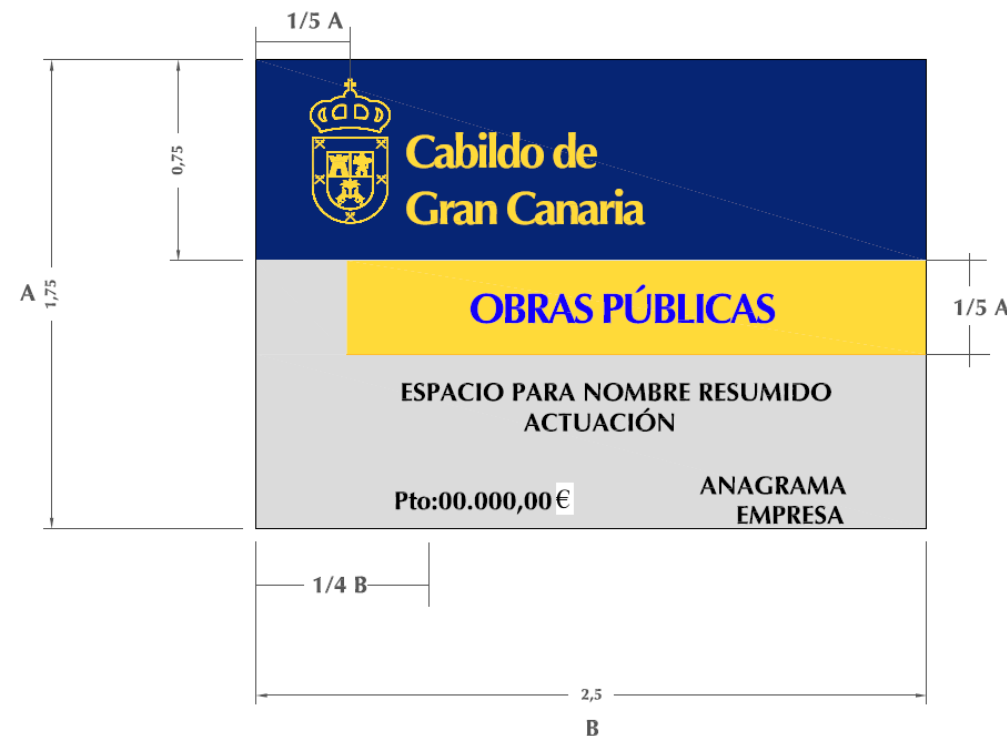 1/5 A
0,75
Cabildo de
Gran Canaria
A
1,75
OBRAS PÚBLICAS
1/5 A
ESPACIO PARA NOMBRE RESUMIDO
ACTUACIÓN
Pto:00.000,00 €
ANAGRAMA
EMPRESA
1/4 B
2,5
B